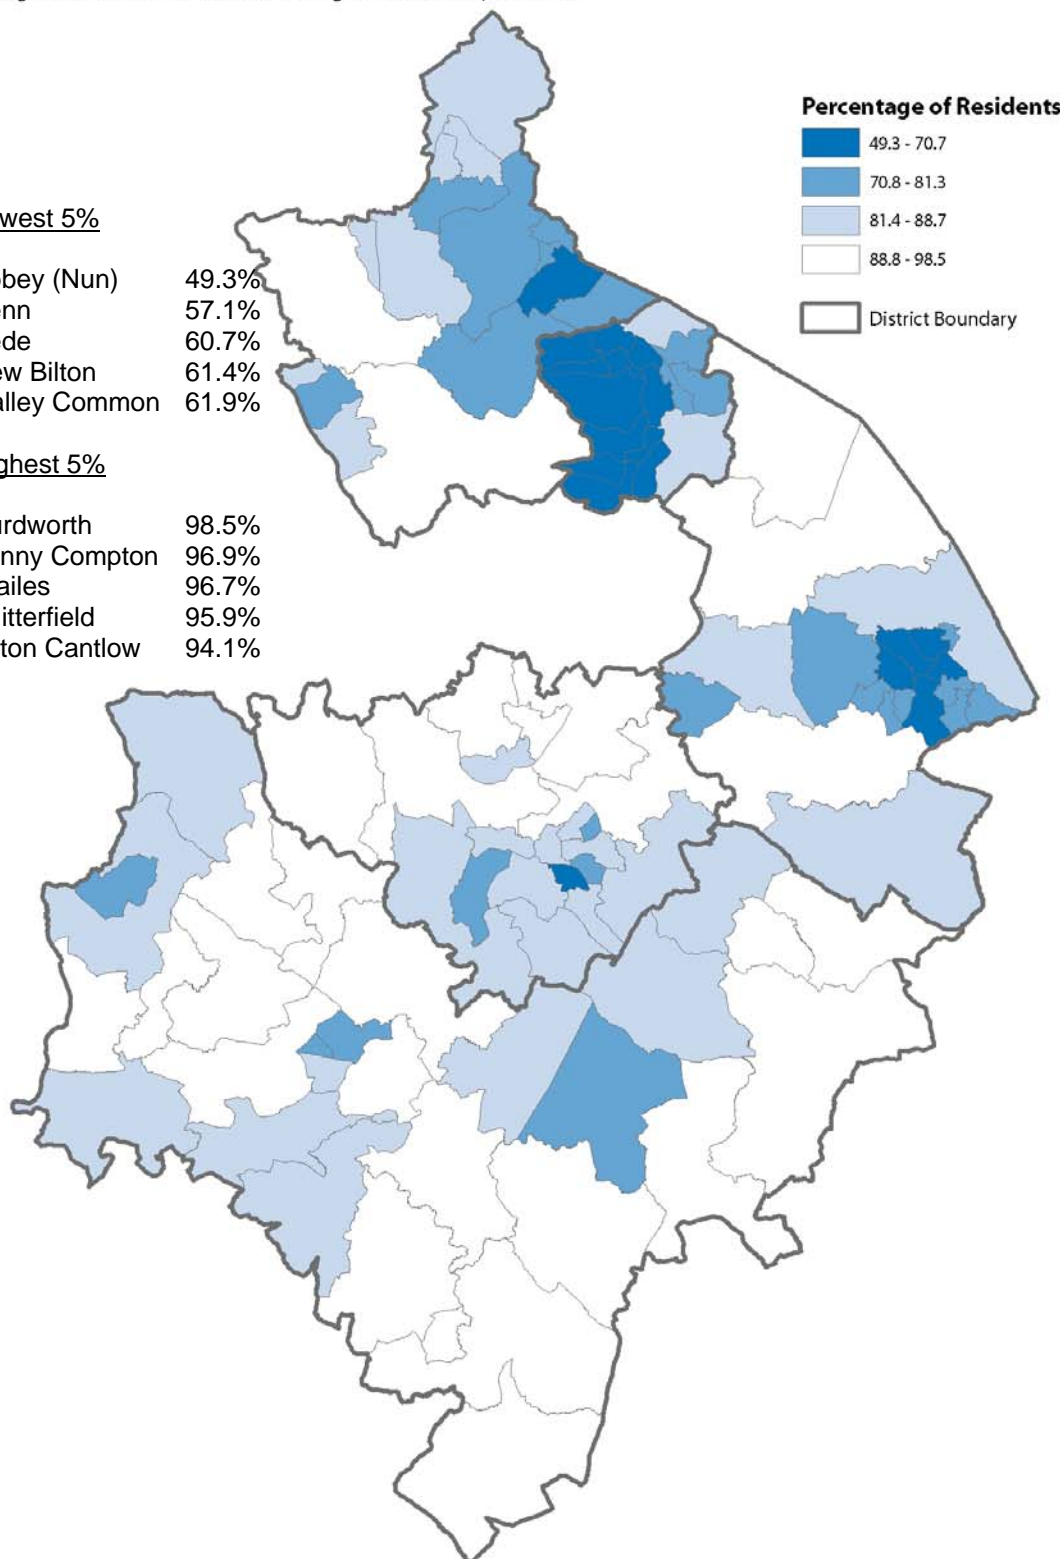 Percentage of Residents
49.3 - 70.7
70.8 - 81.3
81.4 - 88.7
88.8 - 98.5
District Boundary
west 5%
bey (Nun) 49.3%
enn 57.1%
ede 60.7%
ew Bilton 61.4%
alley Common 61.9%
ghest 5%
urdworth 98.5%
nny Compton 96.9%
ailes 96.7%
itterfield 95.9%
ton Cantlow 94.1%